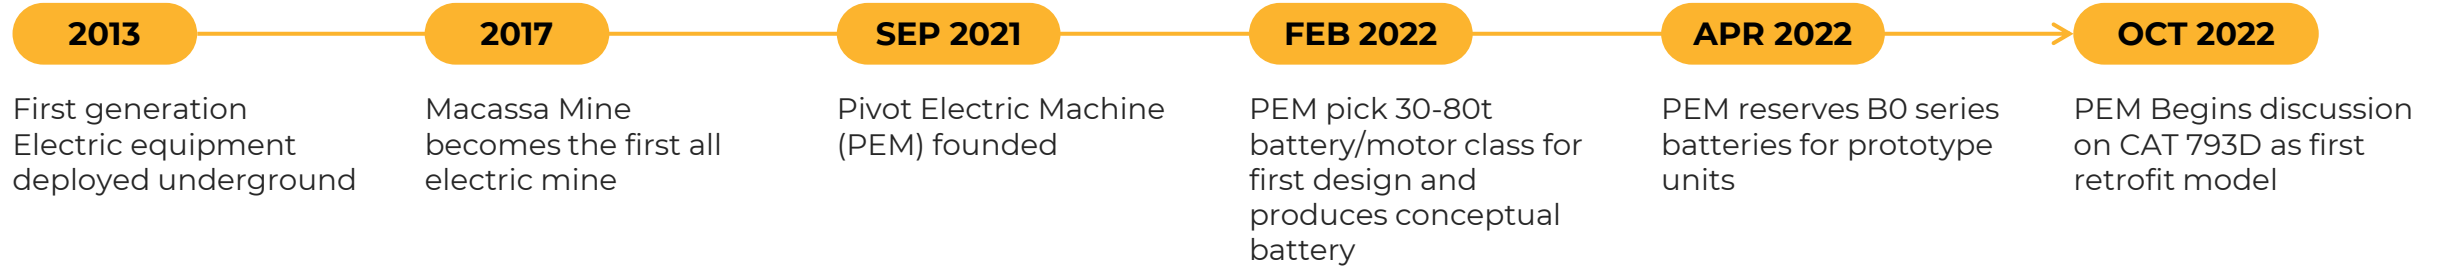 2013
First generation
Electric equipment
deployed underground
2017
Macassa Mine
becomes the first all
electric mine
SEP 2021
Pivot Electric Machine
(PEM) founded
FEB 2022
PEM pick 30-80t
battery/motor class for
first design and
produces conceptual
battery
APR 2022
PEM reserves B0 series
batteries for prototype
units
OCT 2022
PEM Begins discussion
on CAT 793D as first
retrofit model